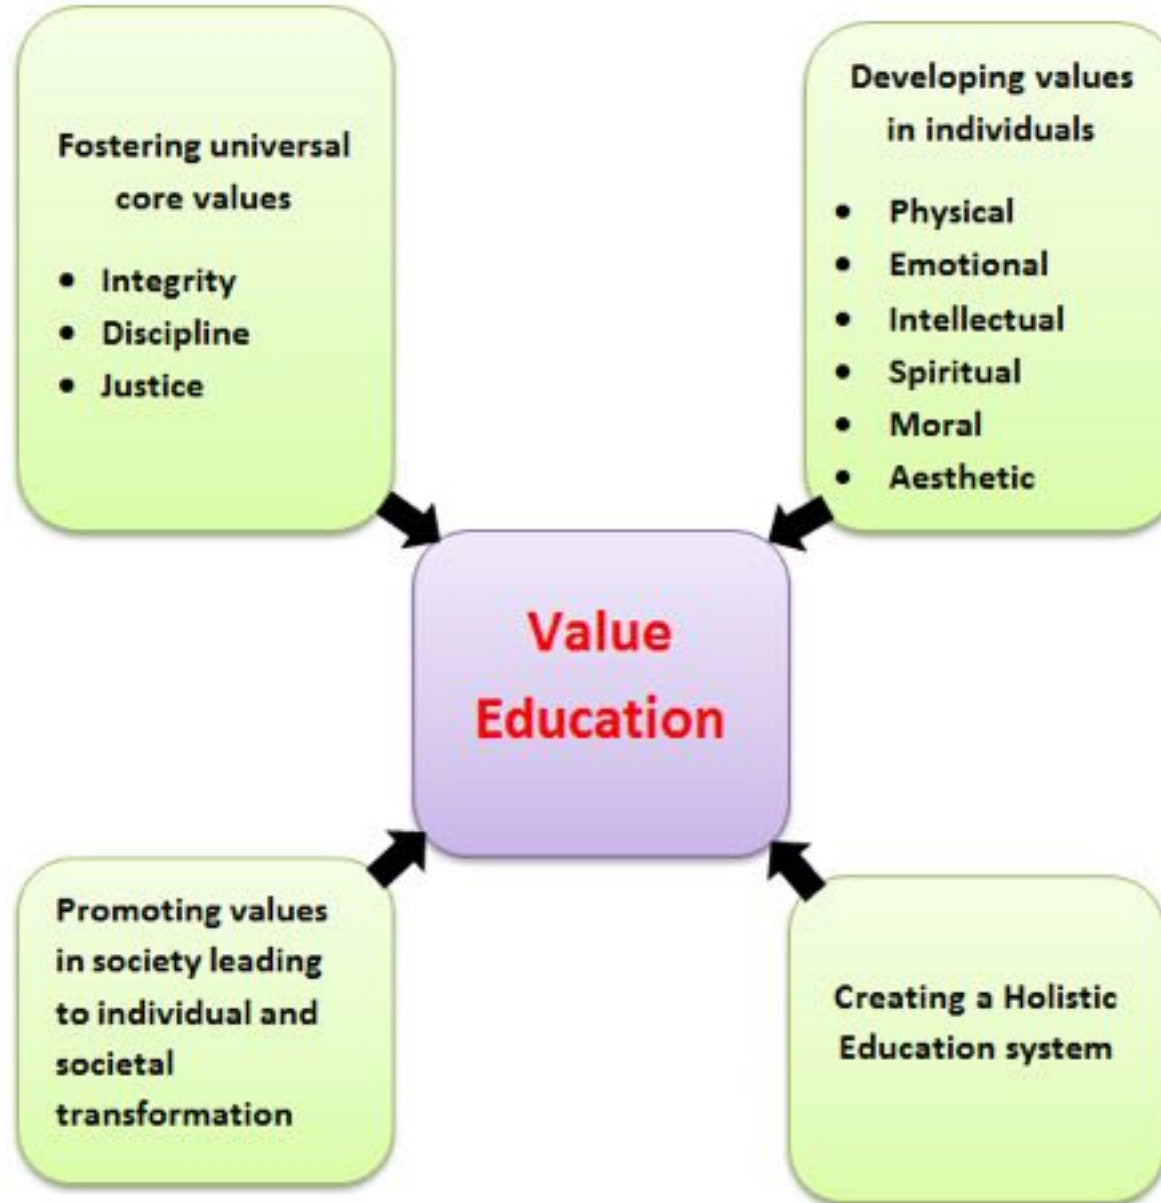 Fostering universal
core values
• Integrity
• Discipline
• Justice
Developing values
in individuals
• Physical
• Emotional
• Intellectual
• Spiritual
• Moral
• Aesthetic
Value
Education
Promoting values
in society leading
to individual and
societal
transformation
Creating a Holistic
Education system